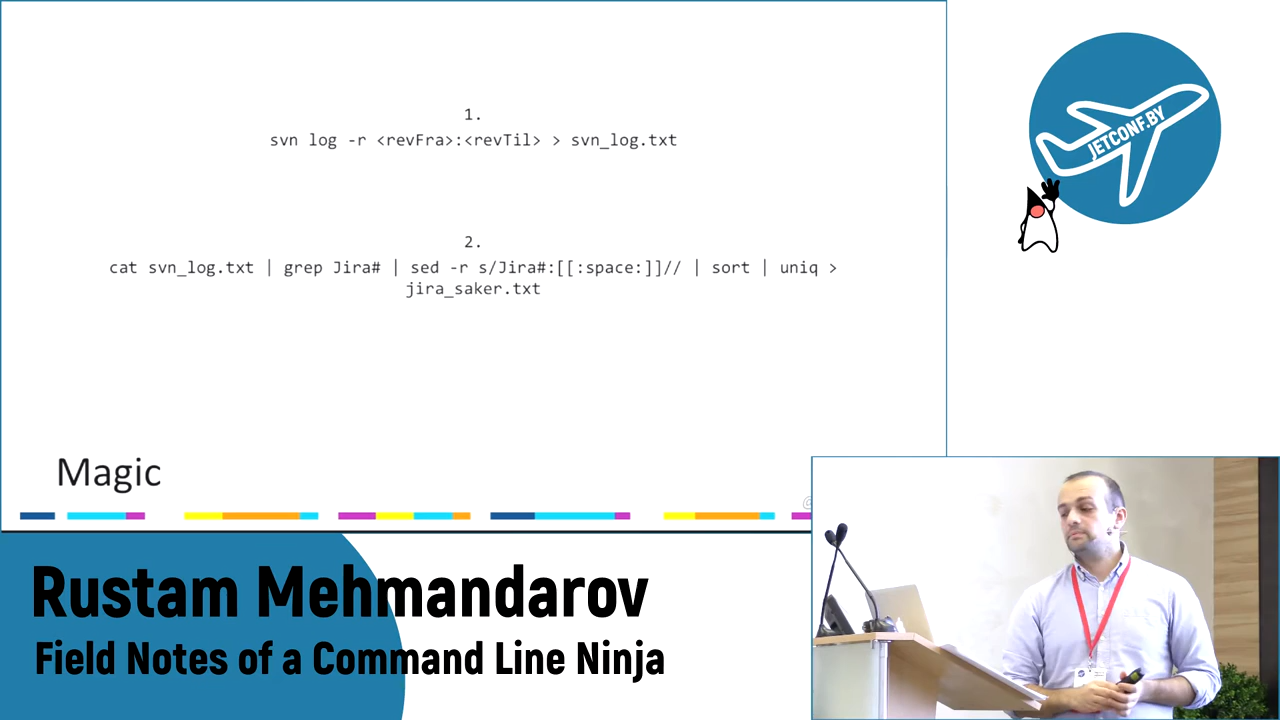 1.
svn log -r <revFra>:<revTil> > svn_log.txt
2.
cat svn_log.txt | grep Jira# | sed -r s/Jira#:[[:space:]]// | sort | uniq >
jira_saker.txt
Magic
@
JETCONF.BY
Rustam Mehmandarov
Field Notes of a Command Line Ninja